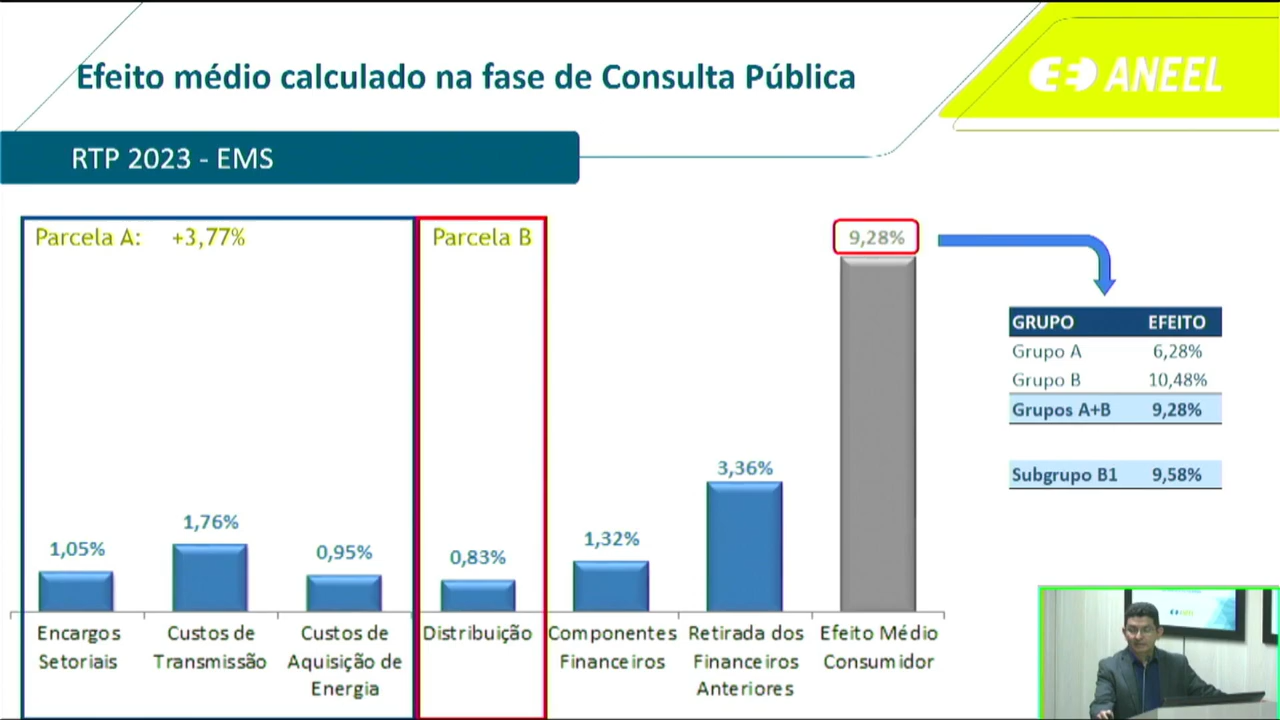 Efeito médio calculado na fase de Consulta Pública
ANEEL
RTP 2023 - EMS
Parcela A: +3,77%
Parcela B
9,28%
3,36%
1,76%
1,05%
0,95%
0,83%
1,32%
Encargos
Setoriais
Custos de
Transmissão
Custos de
Aquisição de
Energia
Distribuição
Componentes
Financeiros
Retirada dos
Financeiros
Anteriores
Efeito Médio
Consumidor
GRUPO EFEITO
Grupo A 6,28%
Grupo B 10,48%
Grupos A+B 9,28%
Subgrupo B1 9,58%